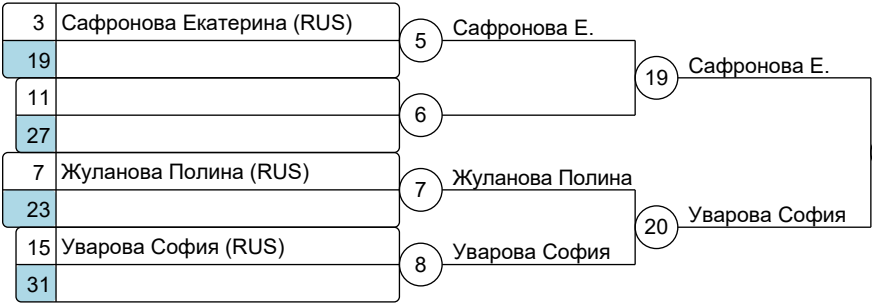 3 Сафронова Екатерина (RUS)
19
5 Сафронова Е.
11
27
6
19 Сафронова Е.
7 Жуланова Полина (RUS)
23
7 Жуланова Полина
15 Уварова София (RUS)
31
8 Уварова София
20 Уварова София